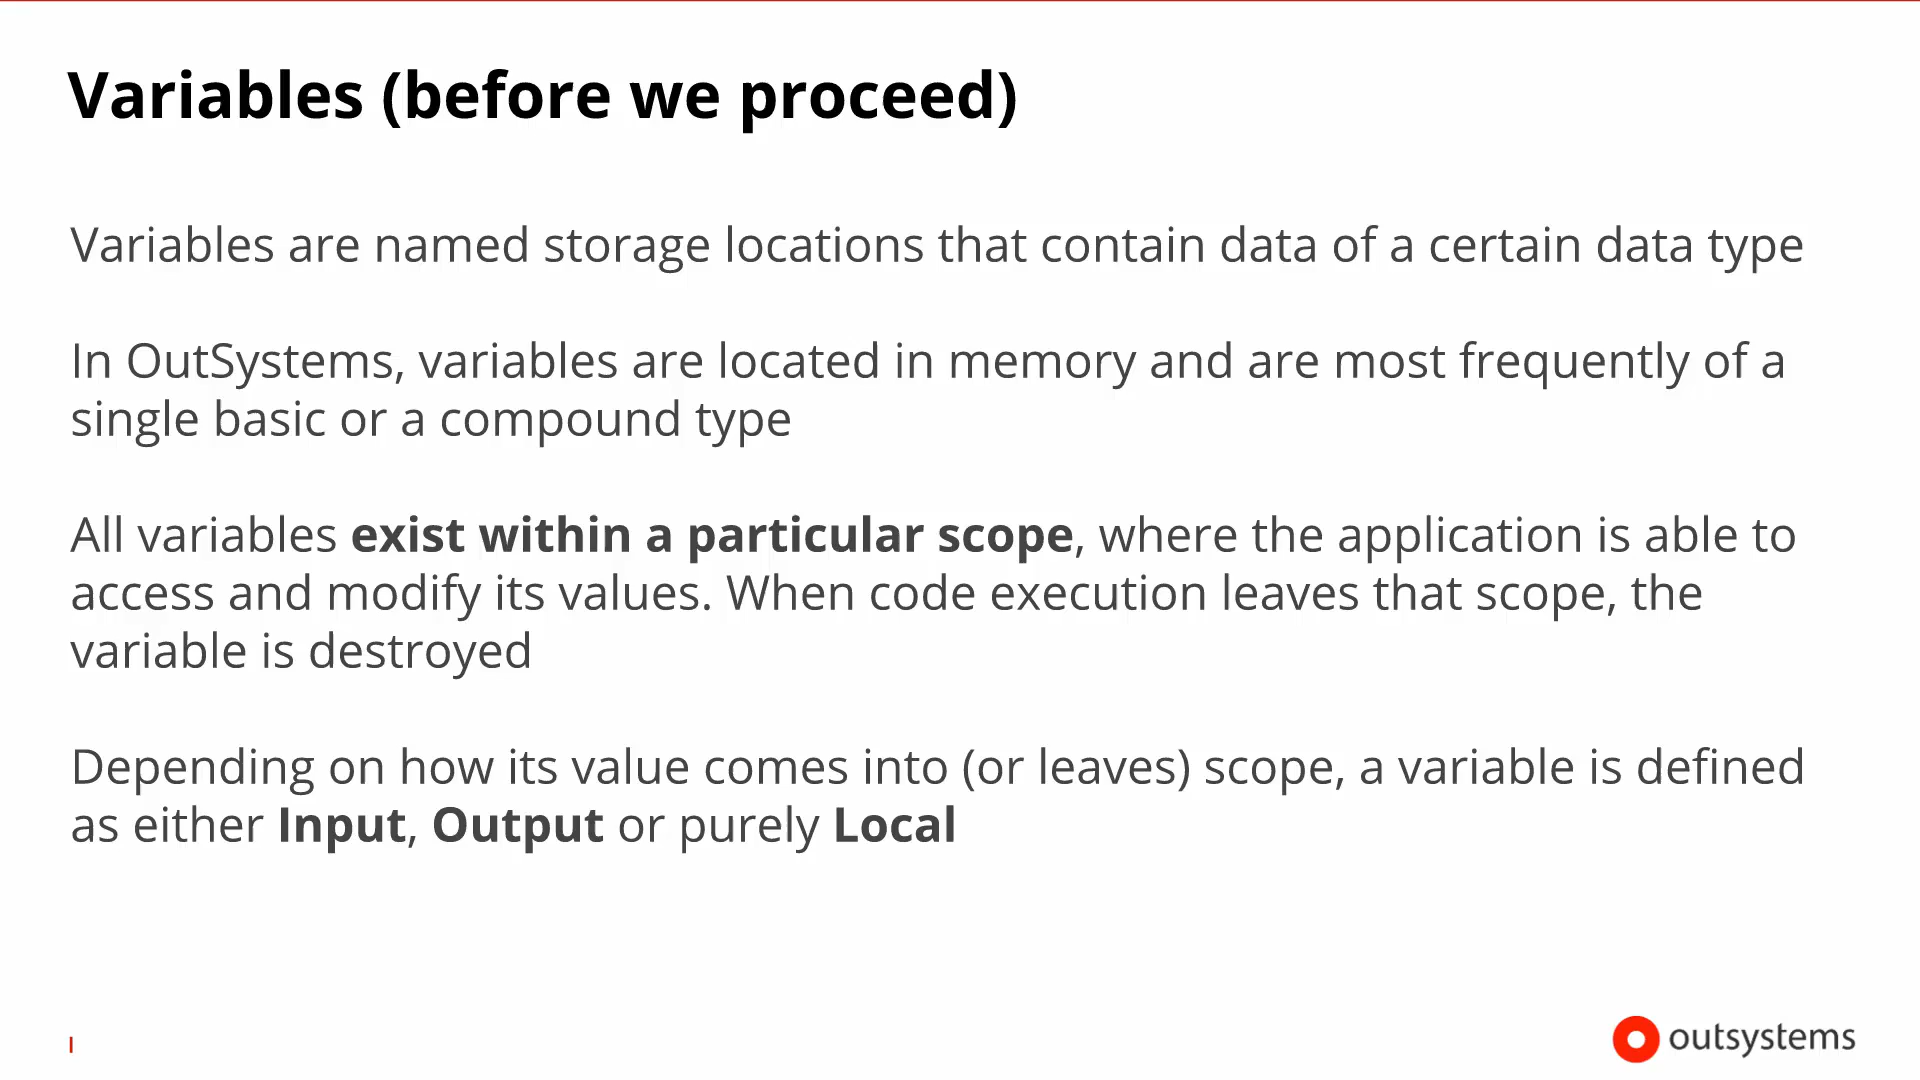 Variables (before we proceed)
Variables are named storage locations that contain data of a certain data type
In OutSystems, variables are located in memory and are most frequently of a
single basic or a compound type
All variables exist within a particular scope, where the application is able to
access and modify its values. When code execution leaves that scope, the
variable is destroyed
Depending on how its value comes into (or leaves) scope, a variable is defined
as either Input, Output or purely Local
outsystems